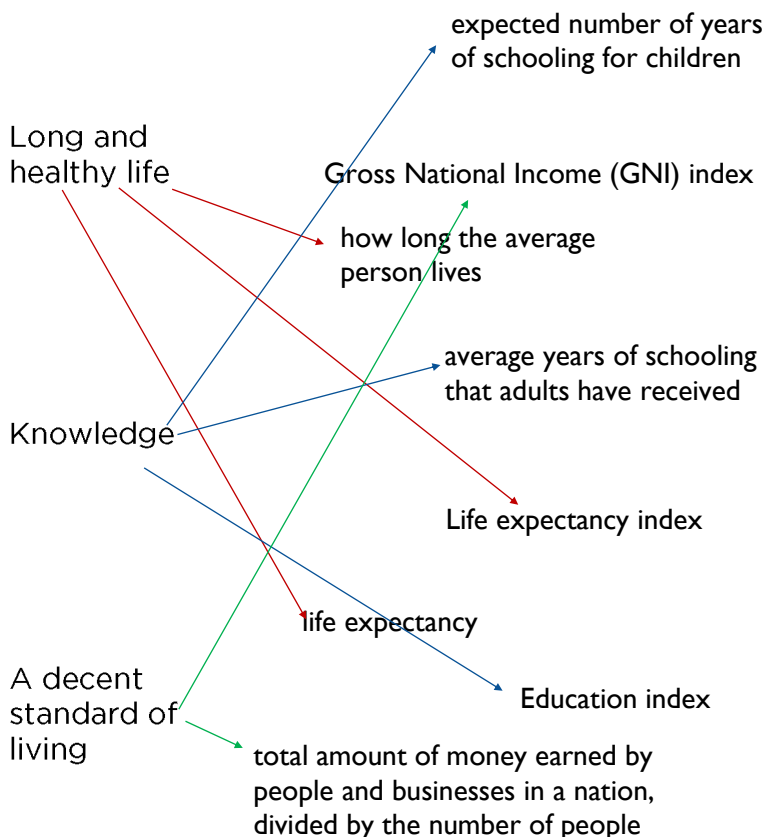 expected number of years
of schooling for children
Long and
healthy life
Gross National Income (GNI) index
how long the average
person lives
average years of schooling
that adults have received
Knowledge
Life expectancy index
life expectancy
A decent
standard of
living
Education index
total amount of money earned by
people and businesses in a nation,
divided by the number of people